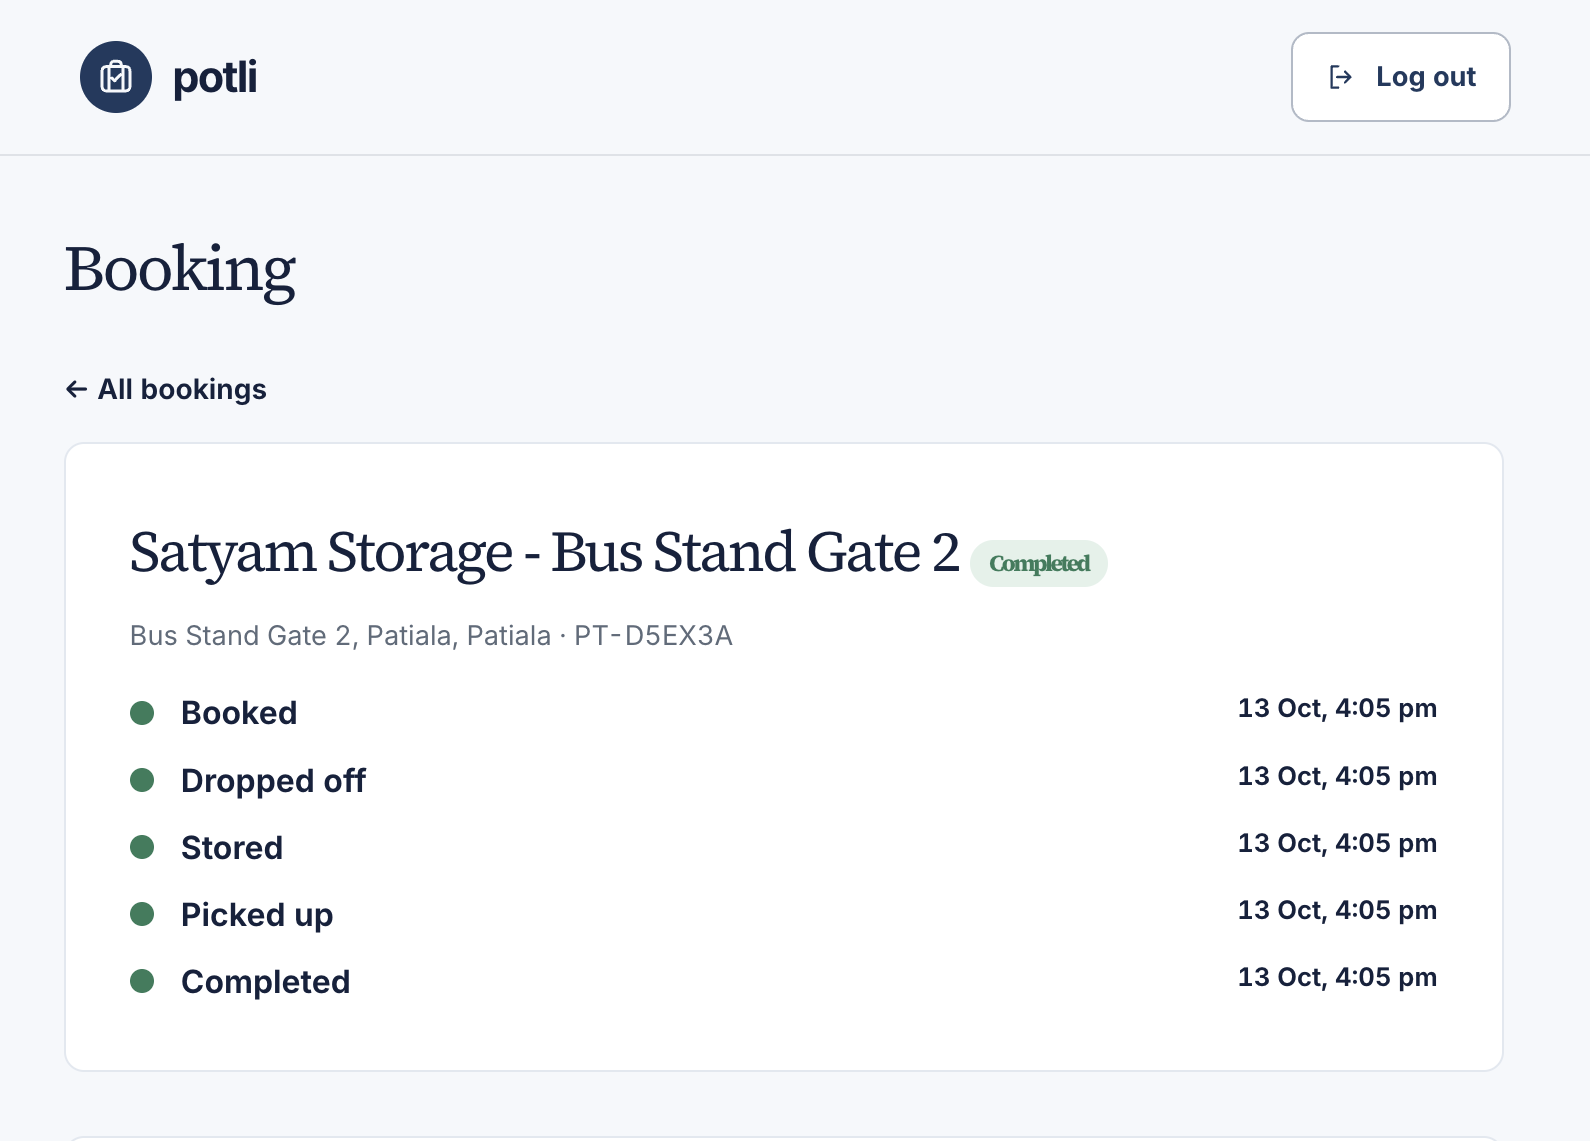 potli
Log out
Booking
← All bookings
Satyam Storage - Bus Stand Gate 2 Completed
Bus Stand Gate 2, Patiala, Patiala · PT-D5EX3A
Booked 13 Oct, 4:05 pm
Dropped off 13 Oct, 4:05 pm
Stored 13 Oct, 4:05 pm
Picked up 13 Oct, 4:05 pm
Completed 13 Oct, 4:05 pm